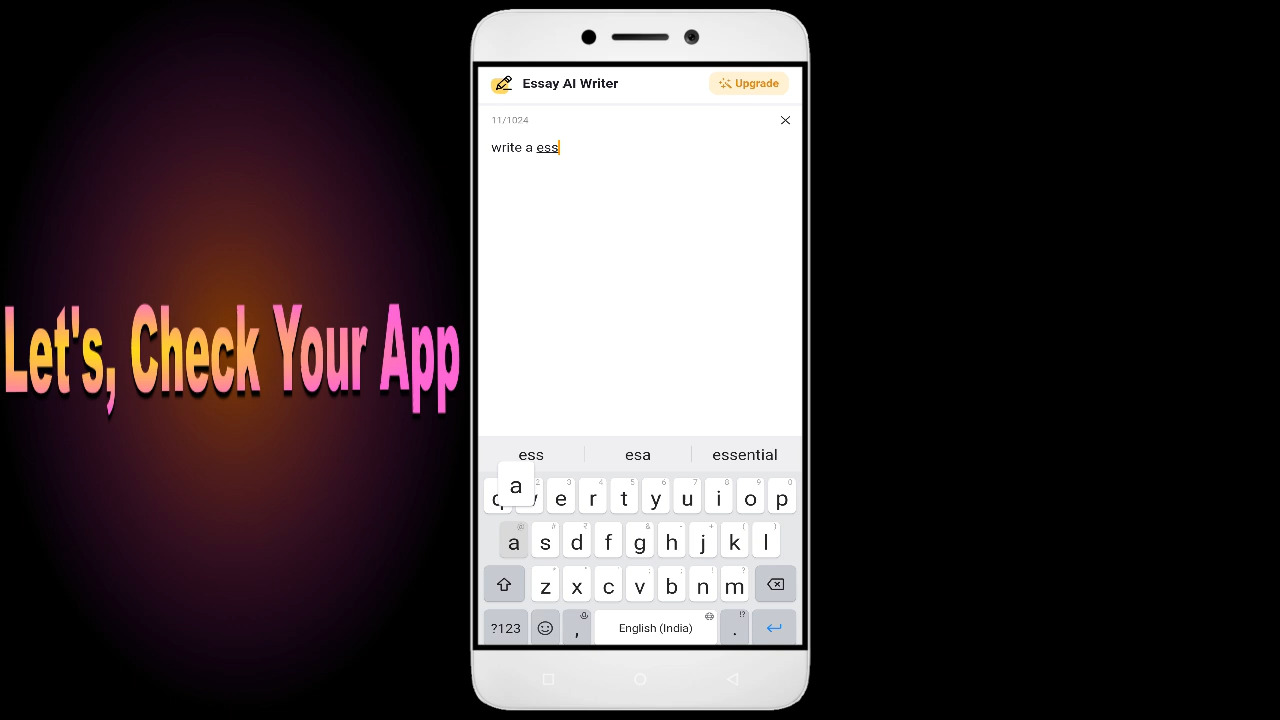 Let's, Check Your App
Essay AI Writer
Upgrade
11/1024
write a ess
ess esa essential
a
q w e r t y u i o p
a s d f g h j k l
z x c v b n m
?123 , English (India) .